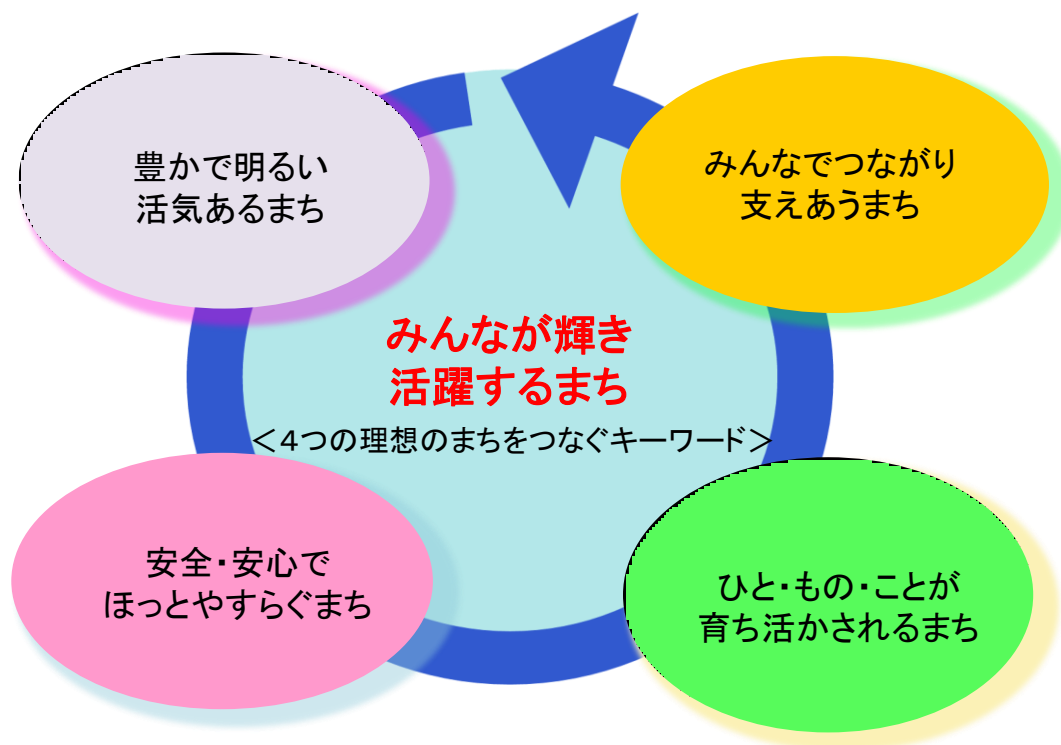 豊かで明るい
活気あるまち
みんなでつながり
支えあうまち
みんなが輝き
活躍するまち
＜４つの理想のまちをつなぐキーワード＞
安全・安心で
ほっとやすらぐまち
ひと・もの・ことが
育ち活かされるまち